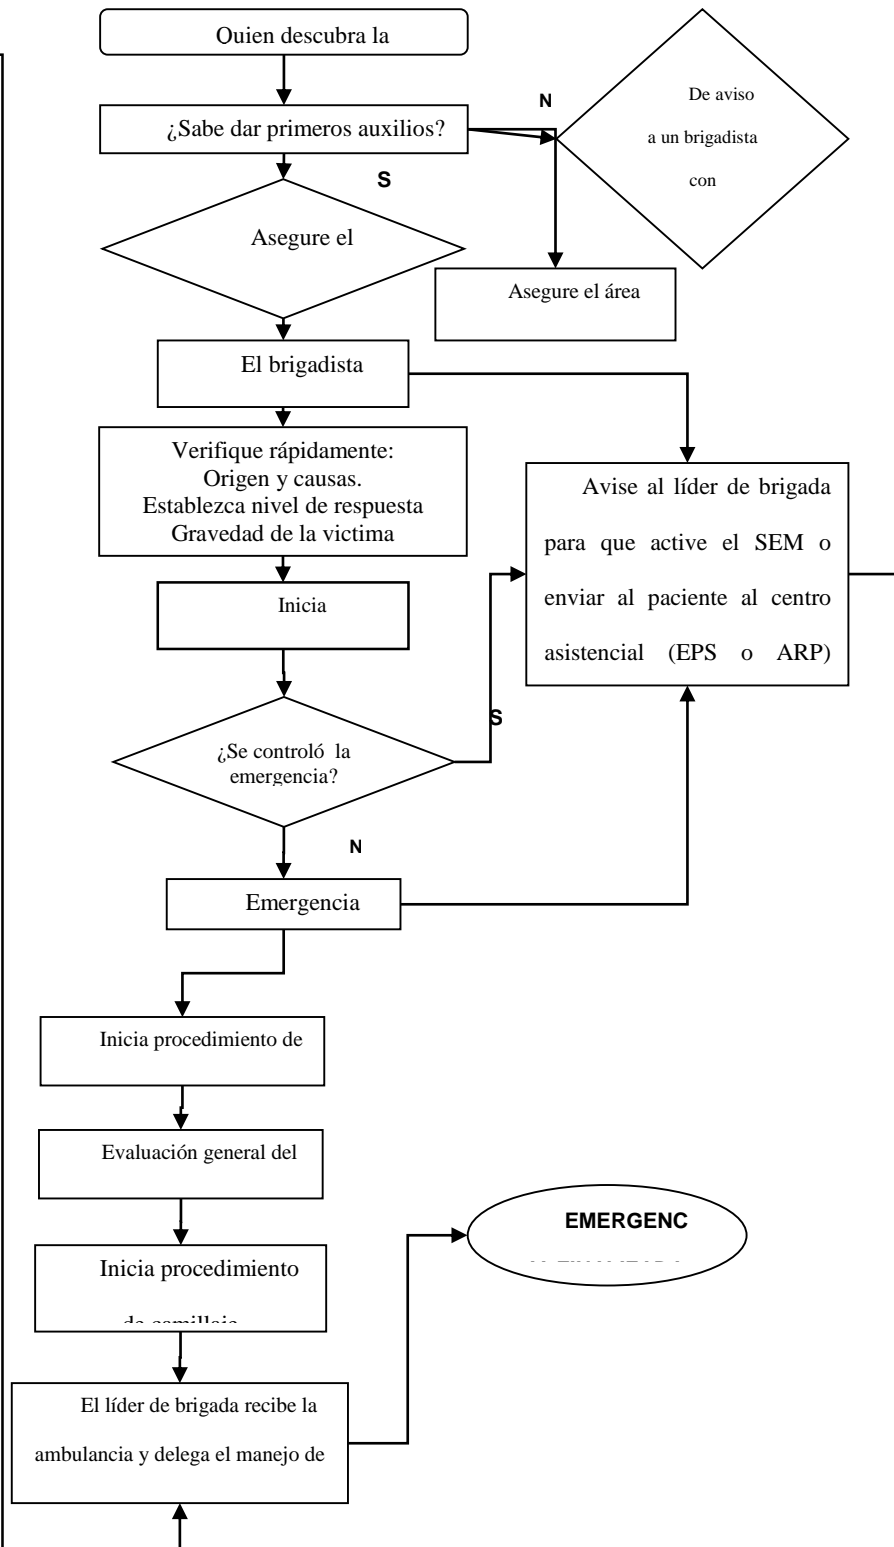 Quien descubra la
¿Sabe dar primeros auxilios?
N
De aviso
a un brigadista
con
S
Asegure el
Asegure el área
El brigadista
Verifique rápidamente:
Origen y causas.
Establezca nivel de respuesta
Gravedad de la victima
Avise al líder de brigada
para que active el SEM o
enviar al paciente al centro
asistencial (EPS o ARP)
Inicia
S
¿Se controló la
emergencia?
N
Emergencia
Inicia procedimiento de
Evaluación general del
EMERGENC
Inicia procedimiento
de camillaje
El líder de brigada recibe la
ambulancia y delega el manejo de